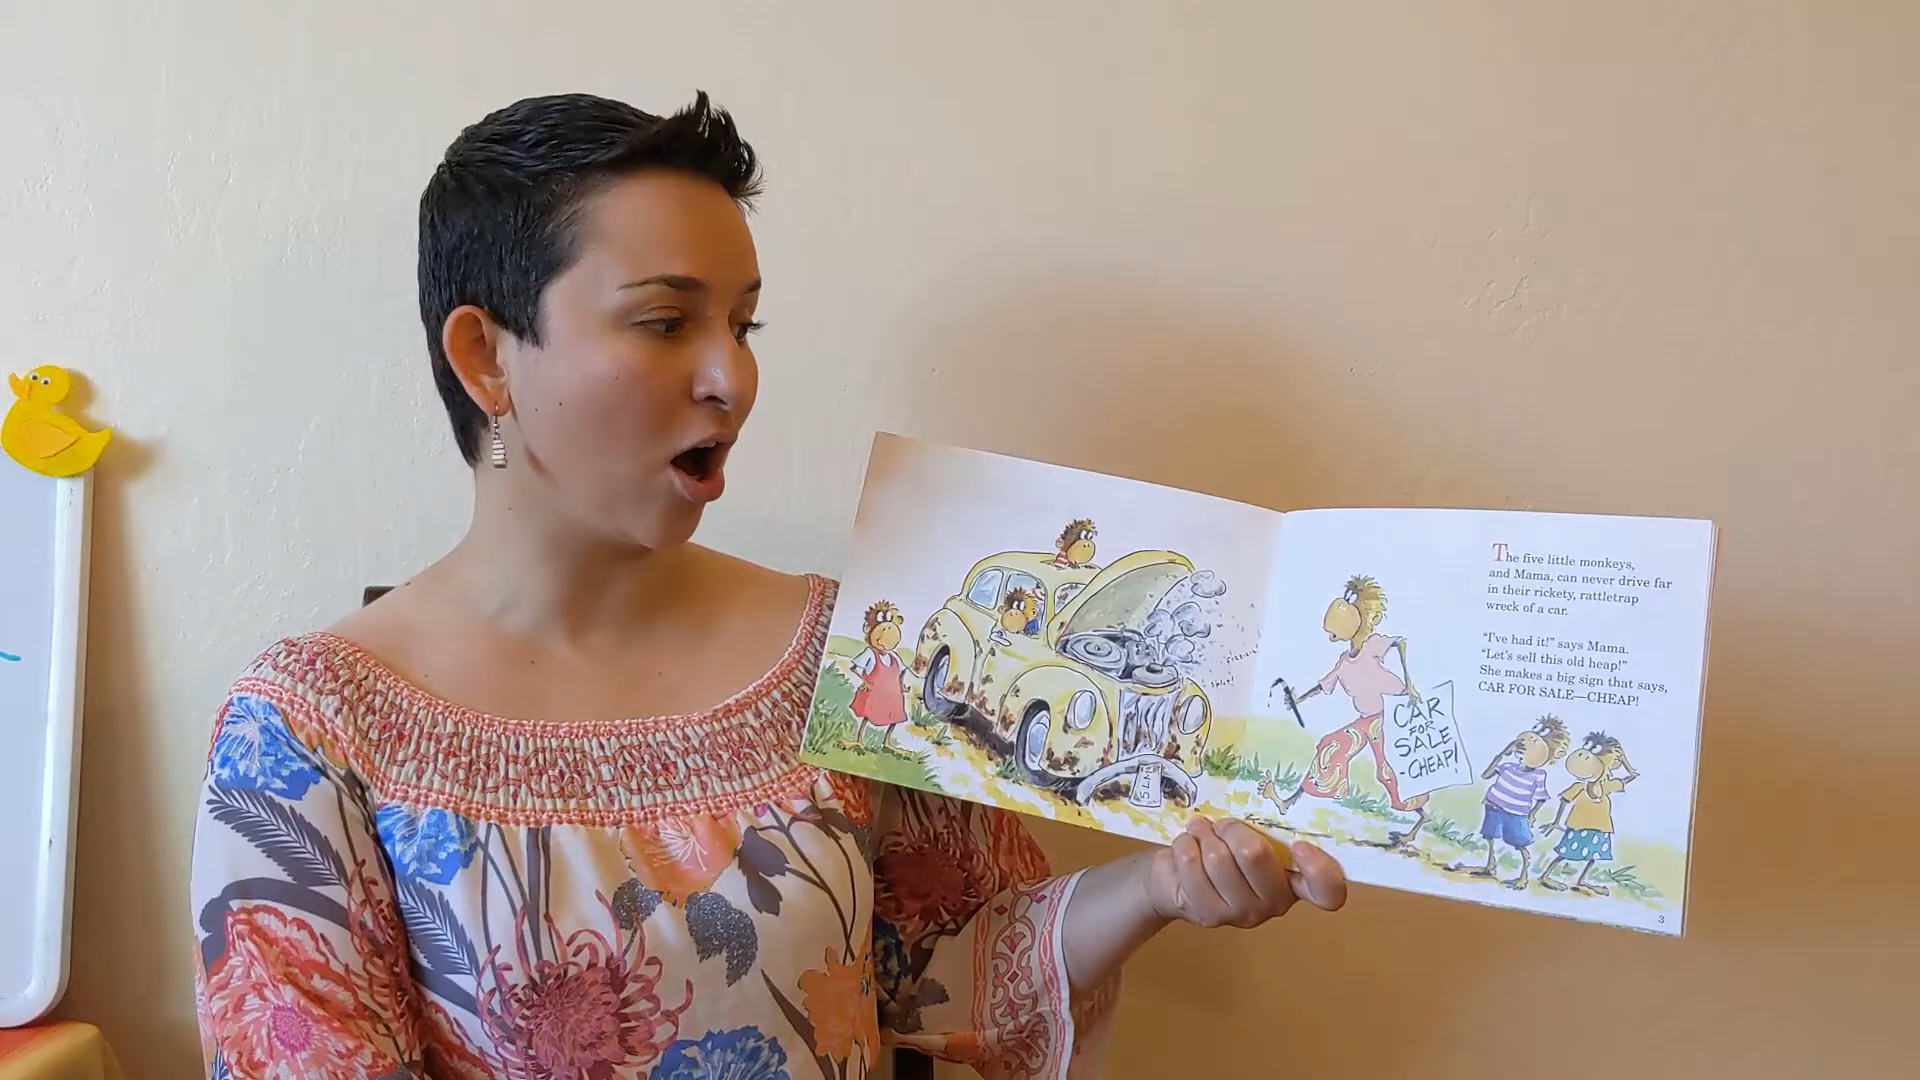 The five little monkeys,
and Mama, can never drive far
in their rickety, rattletrap
wreck of a car.
"I've had it!" says Mama.
"Let's sell this old heap!"
She makes a big sign that says,
CAR FOR SALE—CHEAP!
CAR
FOR
SALE
-CHEAP!
3